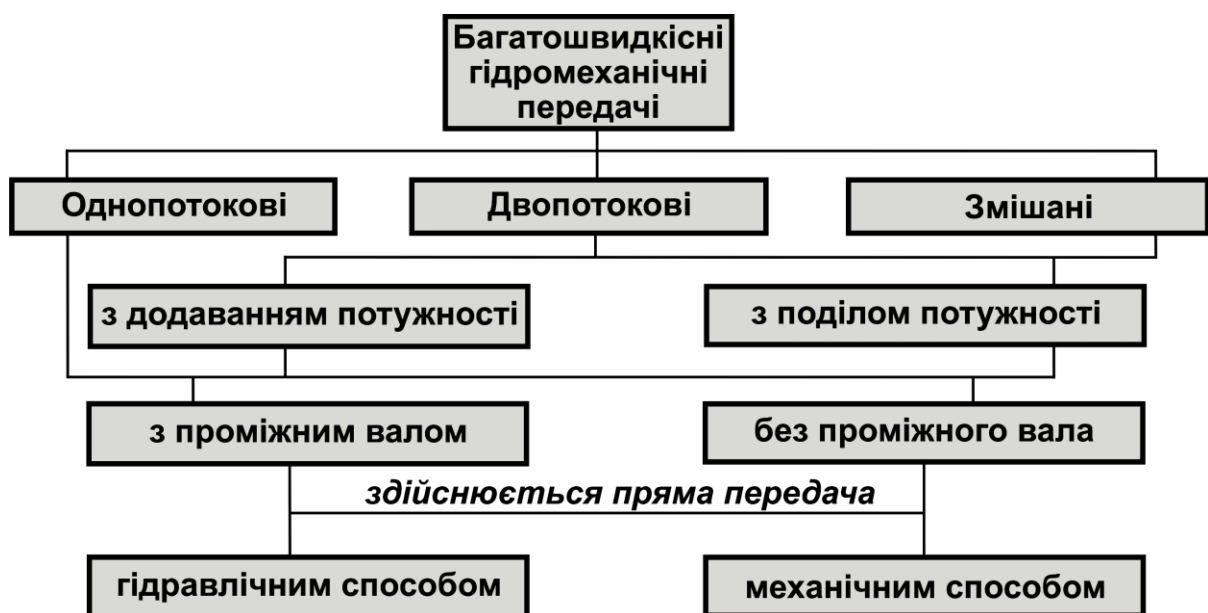 Багатошвидкісні
гідромеханічні
передачі
Однопотокові
Двопотокові
Змішані
з додаванням потужності
з поділом потужності
з проміжним валом
без проміжного вала
здійснюється пряма передача
гідравлічним способом
механічним способом